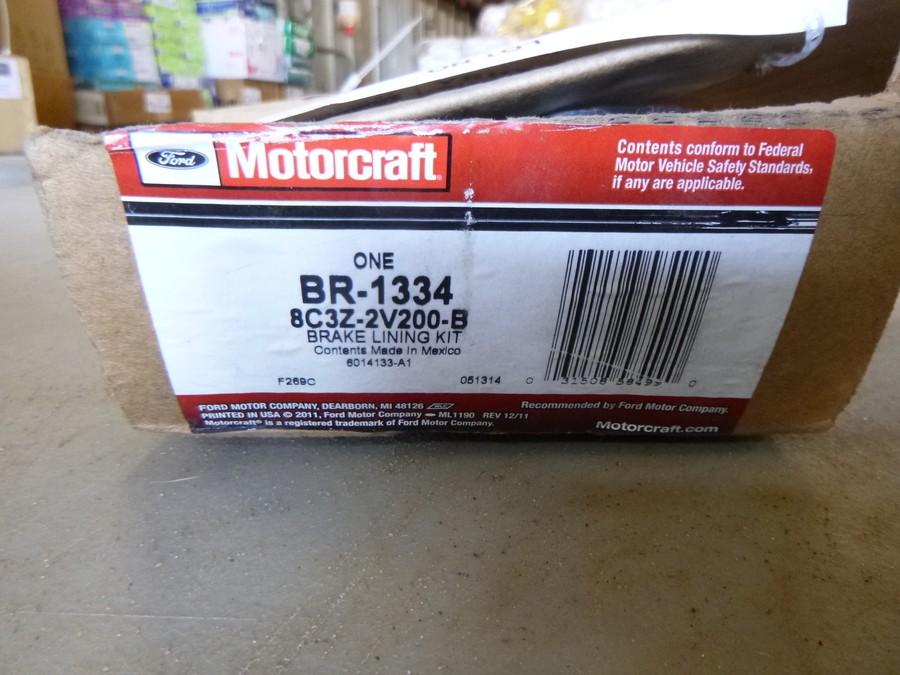 Ford
Motorcraft
Contents conform to Federal
Motor Vehicle Safety Standards,
if any are applicable.
ONE
BR-1334
8C3Z-2V200-B
BRAKE LINING KIT
Contents Made In Mexico
6014133-A1
F269C 051314
0
0
FORD MOTOR COMPANY, DEARBORN, MI 48126
PRINTED IN USA © 2011, Ford Motor Company ML1190 REV 12/11
Motorcraft® is a registered trademark of Ford Motor Company.
Recommended by Ford Motor Company.
Motorcraft.com